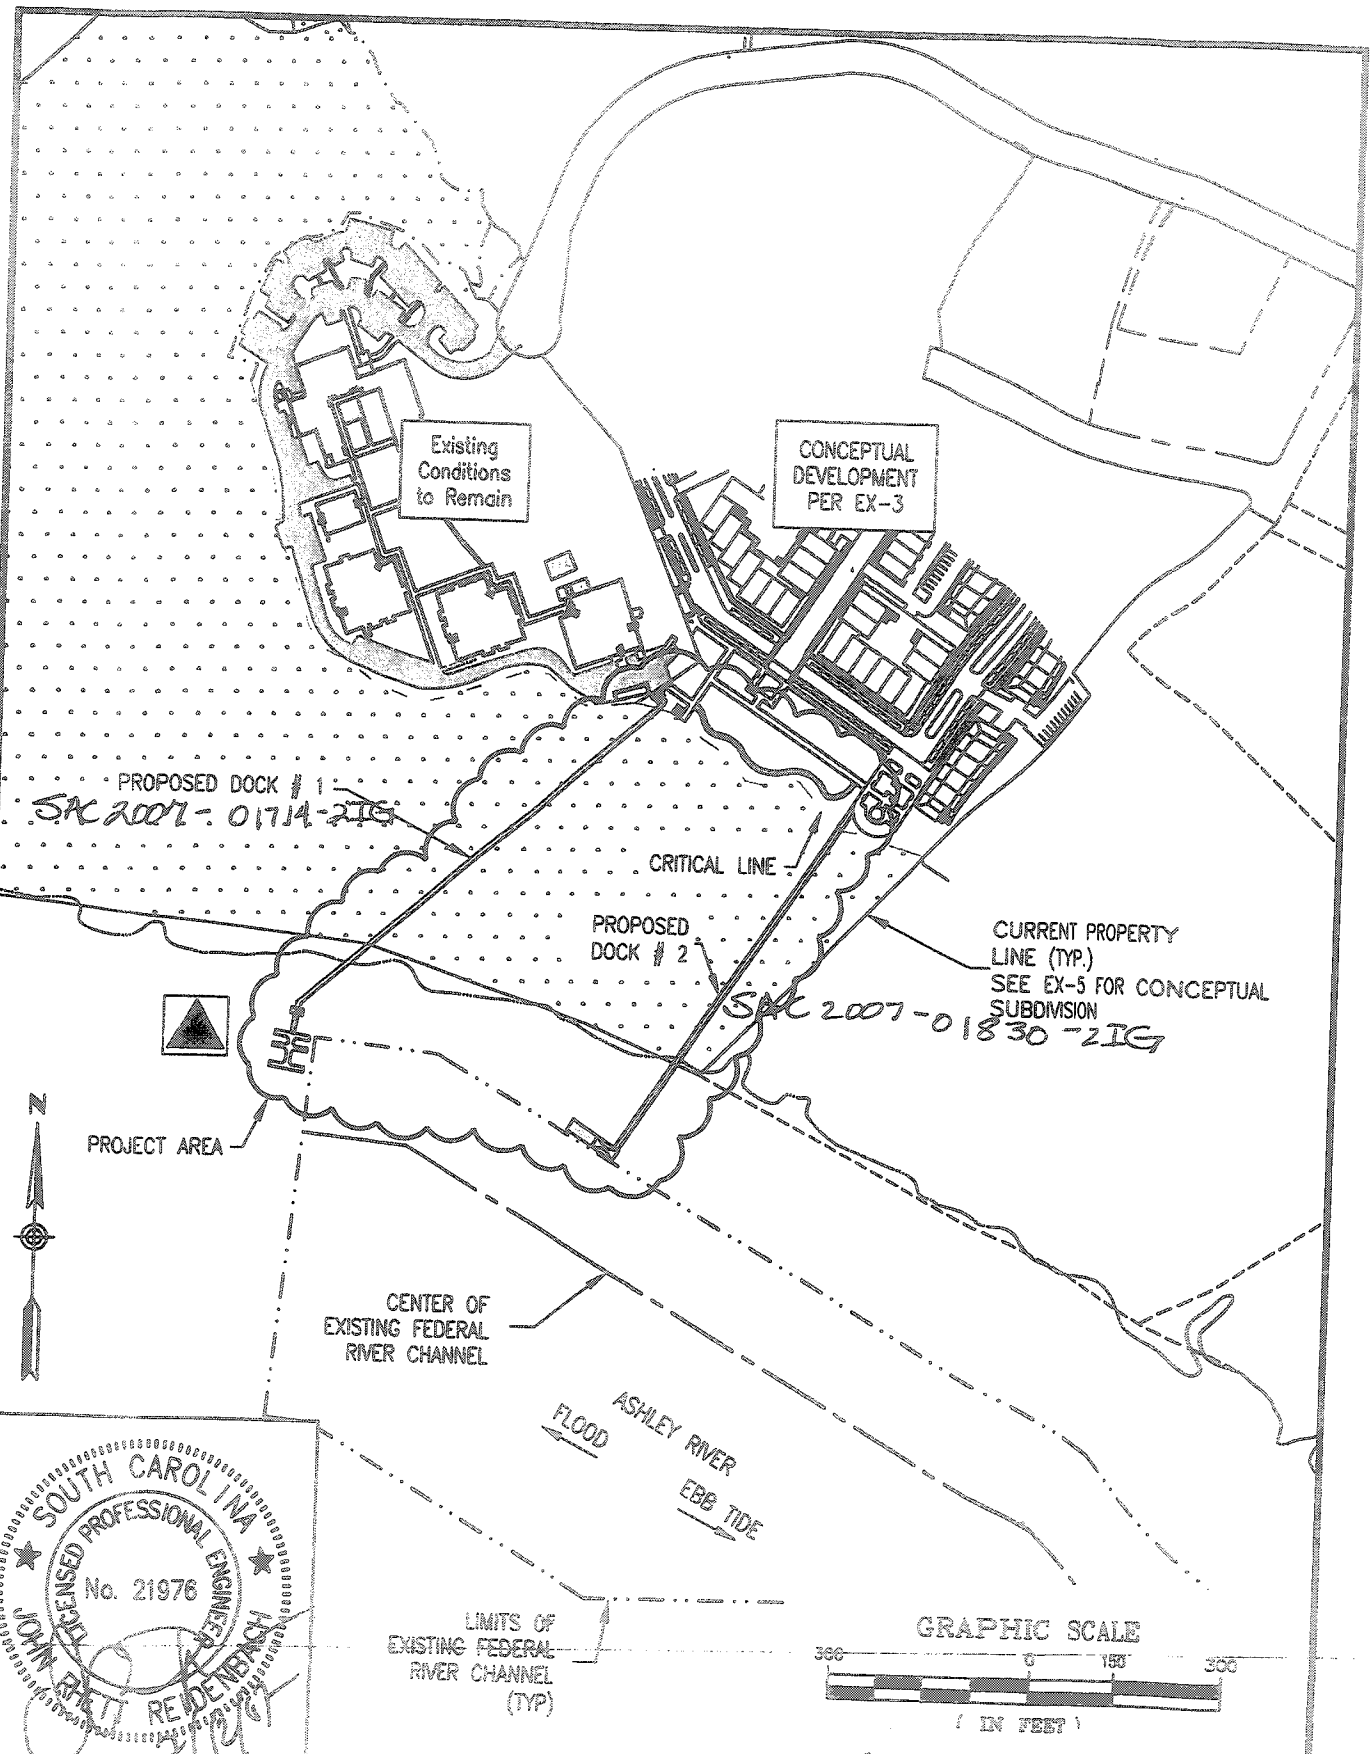 Existing
Conditions
to Remain
CONCEPTUAL
DEVELOPMENT
PER EX-3
PROPOSED DOCK # 1
SAC 2007-01714-2IG
CRITICAL LINE
PROPOSED
DOCK # 2
CURRENT PROPERTY
LINE (TYP.)
SEE EX-5 FOR CONCEPTUAL
SUBDIVISION
SAC 2007-01830-2IG
N
PROJECT AREA
CENTER OF
EXISTING FEDERAL
RIVER CHANNEL
FLOOD
ASHLEY RIVER
EBB TIDE
SOUTH CAROLINA
LICENSED PROFESSIONAL ENGINEER
No. 21976
JOHN RHETT REIDENBACH
LIMITS OF
EXISTING FEDERAL
RIVER CHANNEL
(TYP)
GRAPHIC SCALE
300 0 150 300
( IN FEET )